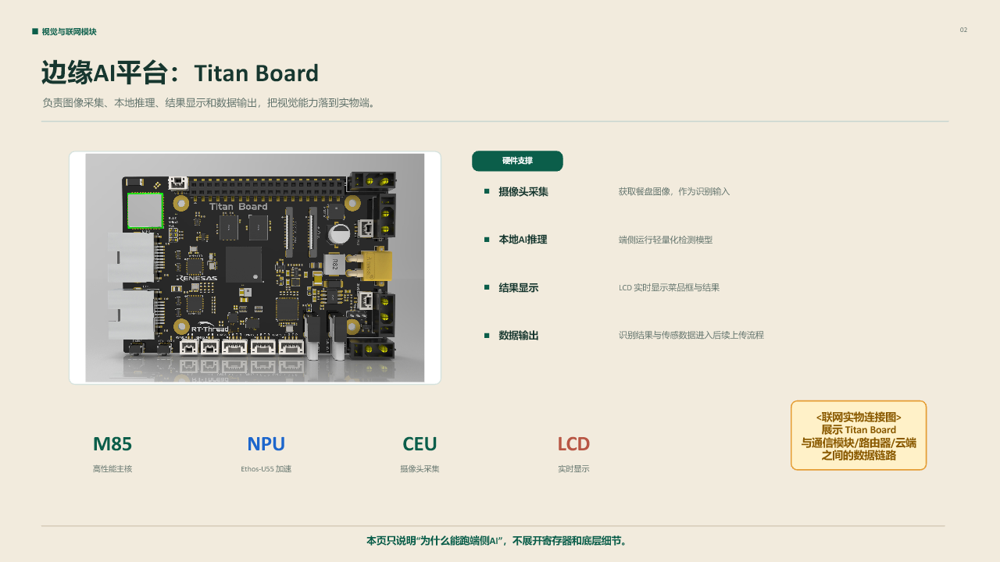 视觉与联网模块
02
边缘AI平台：Titan Board
负责图像采集、本地推理、结果显示和数据输出，把视觉能力落到实物端。
Titan Board
R82
RENESAS
RT-Thread
硬件支撑
摄像头采集 获取餐盘图像，作为识别输入
本地AI推理 端侧运行轻量化检测模型
结果显示 LCD 实时显示菜品框与结果
数据输出 识别结果与传感数据进入后续上传流程
M85
高性能主核
NPU
Ethos-U55 加速
CEU
摄像头采集
LCD
实时显示
<联网实物连接图>
展示 Titan Board
与通信模块/路由器/云端
之间的数据链路
本页只说明“为什么能跑端侧AI”，不展开寄存器和底层细节。